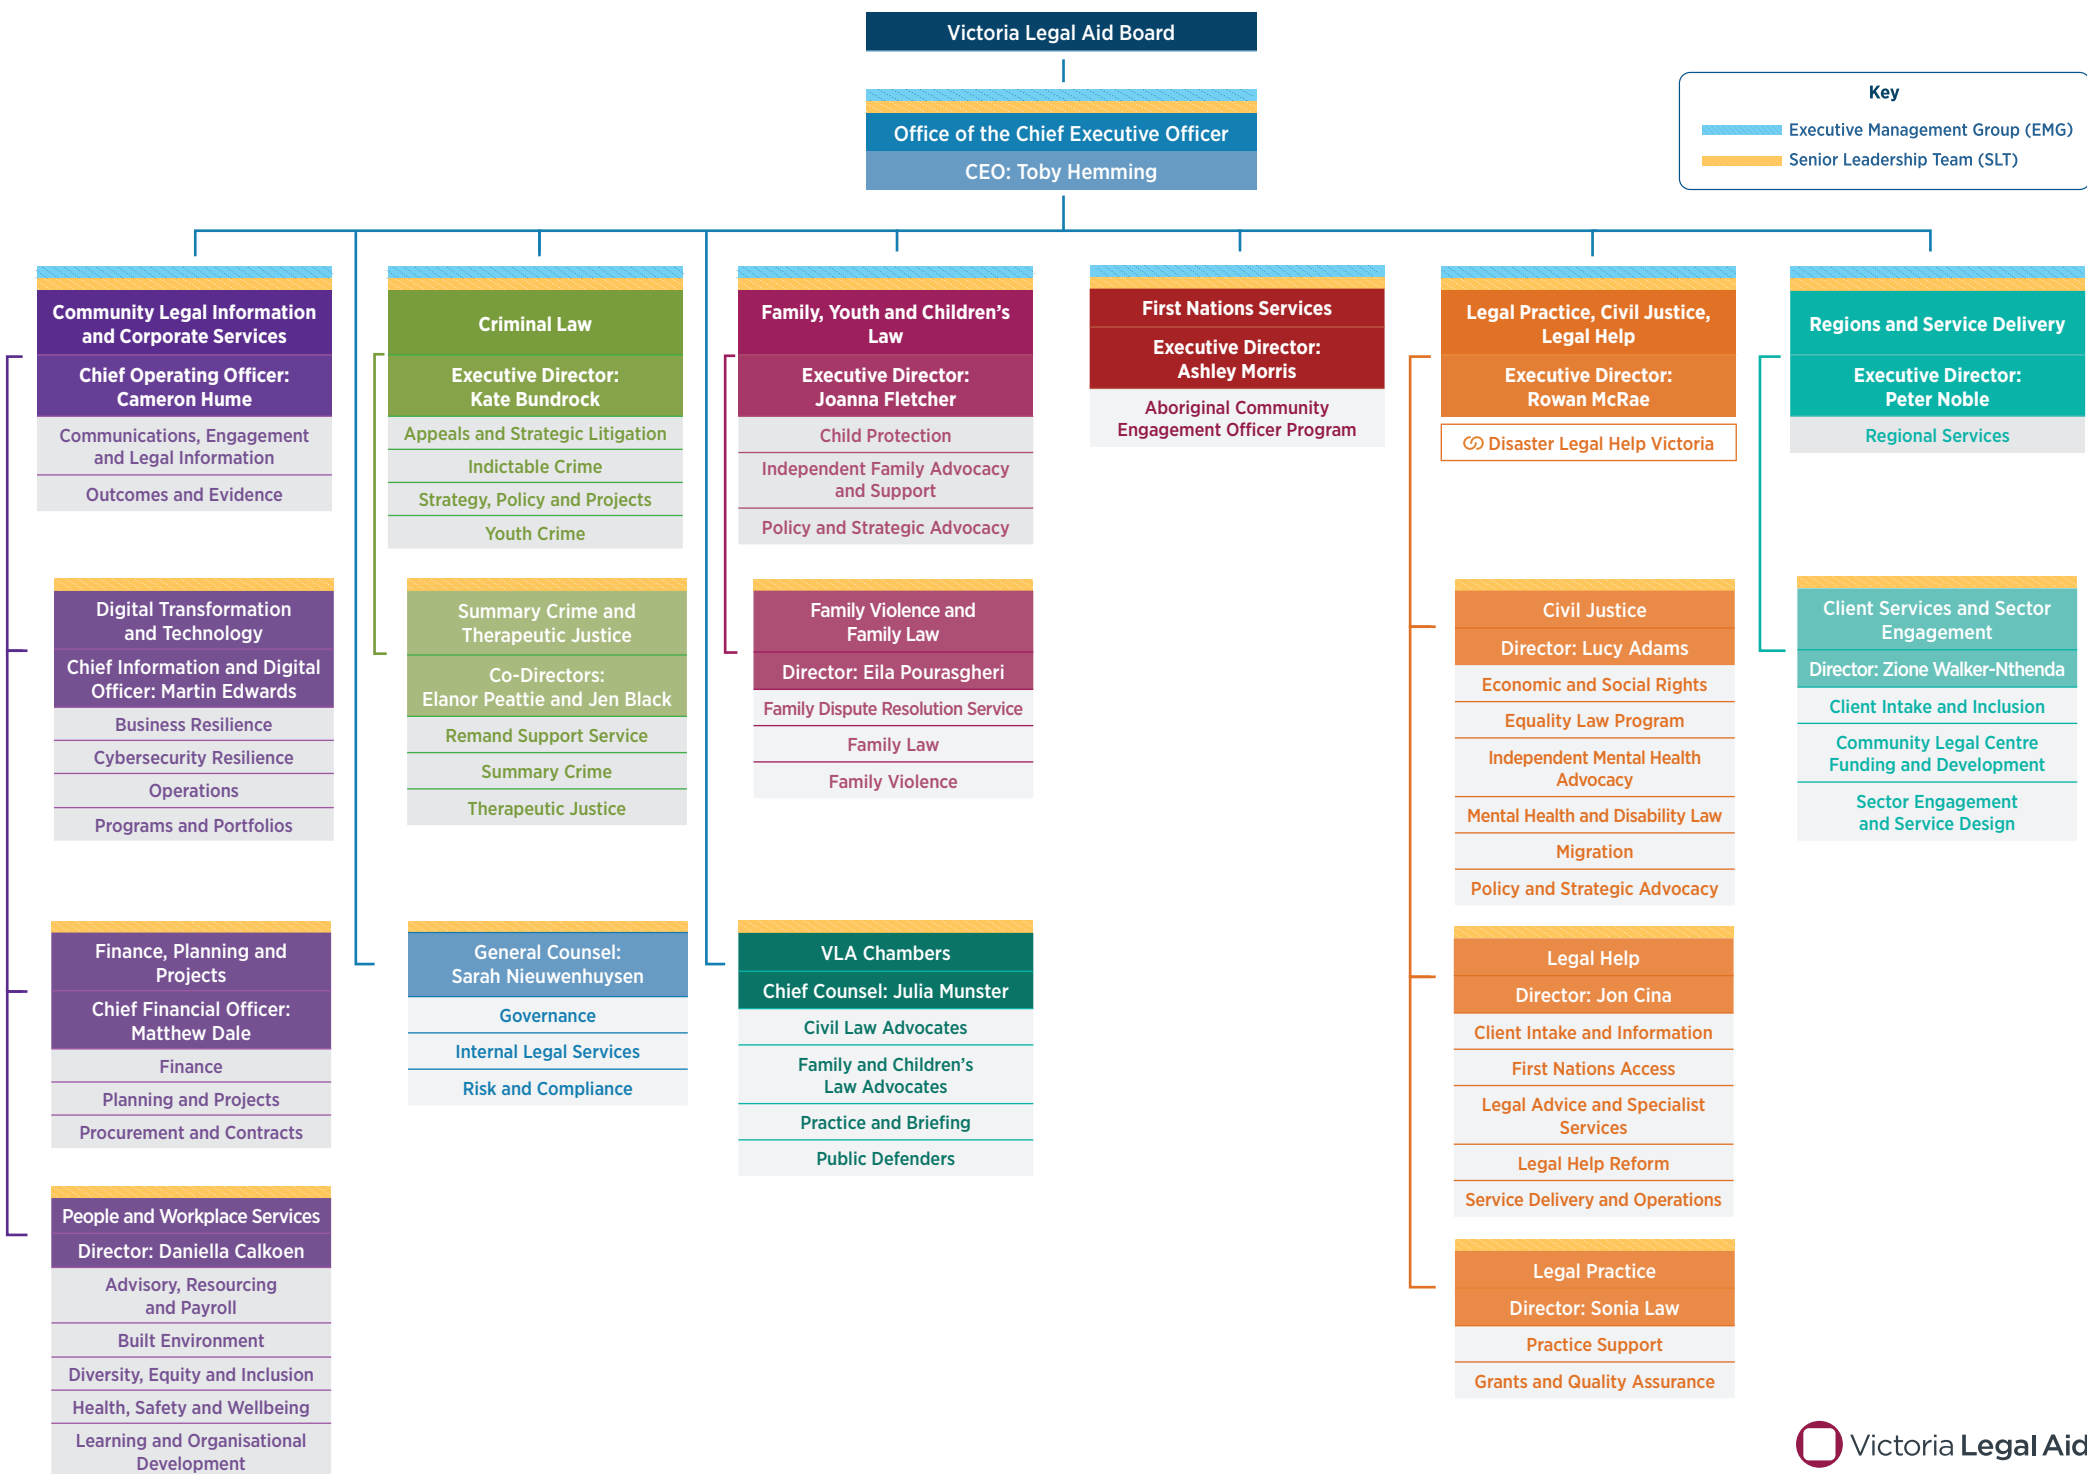 Victoria Legal Aid Board
Office of the Chief Executive Officer
CEO: Toby Hemming
Key
Executive Management Group (EMG)
Senior Leadership Team (SLT)
Community Legal Information
and Corporate Services
Chief Operating Officer:
Cameron Hume
Communications, Engagement
and Legal Information
Outcomes and Evidence
Digital Transformation
and Technology
Chief Information and Digital
Officer: Martin Edwards
Business Resilience
Cybersecurity Resilience
Operations
Programs and Portfolios
Finance, Planning and
Projects
Chief Financial Officer:
Matthew Dale
Finance
Planning and Projects
Procurement and Contracts
People and Workplace Services
Director: Daniella Calkoen
Advisory, Resourcing
and Payroll
Built Environment
Diversity, Equity and Inclusion
Health, Safety and Wellbeing
Learning and Organisational
Development
Criminal Law
Executive Director:
Kate Bundrock
Appeals and Strategic Litigation
Indictable Crime
Strategy, Policy and Projects
Youth Crime
Summary Crime and
Therapeutic Justice
Co-Directors:
Elanor Peattie and Jen Black
Remand Support Service
Summary Crime
Therapeutic Justice
General Counsel:
Sarah Nieuwenhuysen
Governance
Internal Legal Services
Risk and Compliance
Family, Youth and Children's
Law
Executive Director:
Joanna Fletcher
Child Protection
Independent Family Advocacy
and Support
Policy and Strategic Advocacy
Family Violence and
Family Law
Director: Eila Pourasgheri
Family Dispute Resolution Service
Family Law
Family Violence
VLA Chambers
Chief Counsel: Julia Munster
Civil Law Advocates
Family and Children's
Law Advocates
Practice and Briefing
Public Defenders
First Nations Services
Executive Director:
Ashley Morris
Aboriginal Community
Engagement Officer Program
Legal Practice, Civil Justice,
Legal Help
Executive Director:
Rowan McRae
Disaster Legal Help Victoria
Civil Justice
Director: Lucy Adams
Economic and Social Rights
Equality Law Program
Independent Mental Health
Advocacy
Mental Health and Disability Law
Migration
Policy and Strategic Advocacy
Legal Help
Director: Jon Cina
Client Intake and Information
First Nations Access
Legal Advice and Specialist
Services
Legal Help Reform
Service Delivery and Operations
Legal Practice
Director: Sonia Law
Practice Support
Grants and Quality Assurance
Regions and Service Delivery
Executive Director:
Peter Noble
Regional Services
Client Services and Sector
Engagement
Director: Zione Walker-Nthenda
Client Intake and Inclusion
Community Legal Centre
Funding and Development
Sector Engagement
and Service Design
Victoria Legal Aid